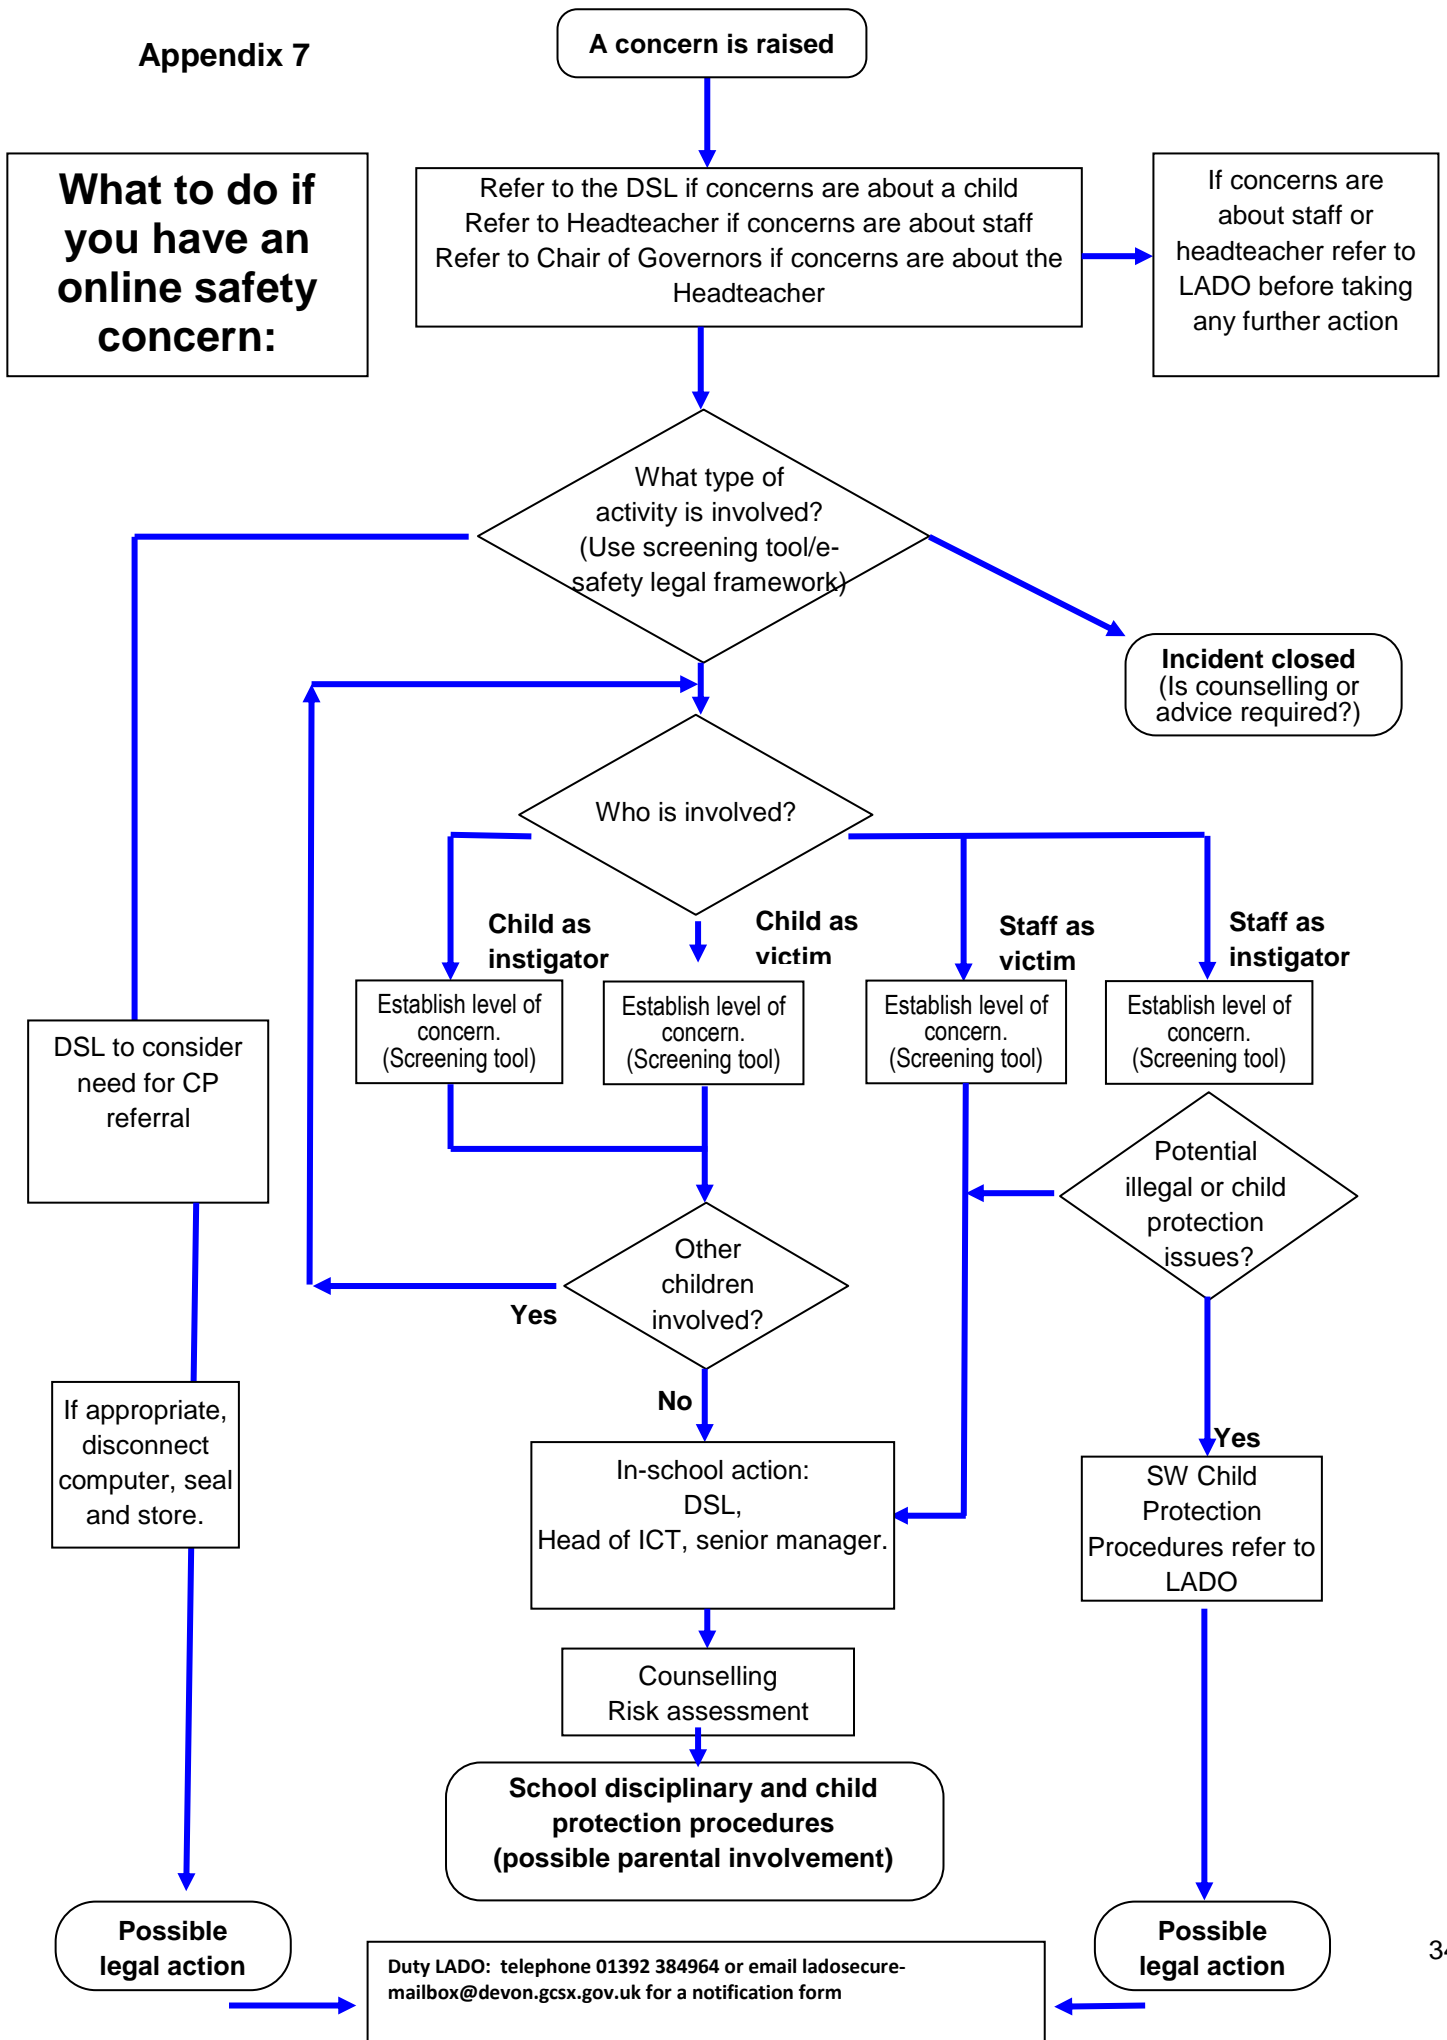 Appendix 7
A concern is raised
What to do if
you have an
online safety
concern:
Refer to the DSL if concerns are about a child
Refer to Headteacher if concerns are about staff
Refer to Chair of Governors if concerns are about the
Headteacher
If concerns are
about staff or
headteacher refer to
LADO before taking
any further action
What type of
activity is involved?
(Use screening tool/e-
safety legal framework)
Incident closed
(Is counselling or
advice required?)
Who is involved?
Child as
instigator
Child as
victim
Staff as
victim
Staff as
instigator
Establish level of
concern.
(Screening tool)
Establish level of
concern.
(Screening tool)
Establish level of
concern.
(Screening tool)
Establish level of
concern.
(Screening tool)
DSL to consider
need for CP
referral
Potential
illegal or child
protection
issues?
Other
children
involved?
Yes
No
Yes
If appropriate,
disconnect
computer, seal
and store.
In-school action:
DSL,
Head of ICT, senior manager.
SW Child
Protection
Procedures refer to
LADO
Counselling
Risk assessment
School disciplinary and child
protection procedures
(possible parental involvement)
Possible
legal action
Possible
legal action
Duty LADO: telephone 01392 384964 or email ladosecure-
mailbox@devon.gcsx.gov.uk for a notification form
34